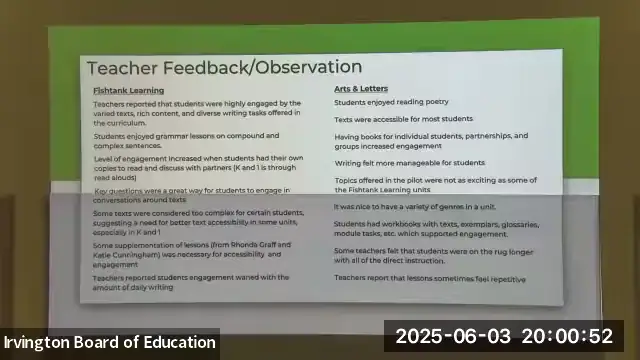 Teacher Feedback/Observation
Fishtank Learning
Teachers reported that students were highly engaged by the
varied texts, rich content, and diverse writing tasks offered in
the curriculum.
Students enjoyed grammar lessons on compound and
complex sentences.
Level of engagement increased when students had their own
copies to read and discuss with partners (K and 1 is through
read alouds)
Key questions were a great way for students to engage in
conversations around texts
Some texts were considered too complex for certain students,
suggesting a need for better text accessibility in some units,
especially in K and 1
Some supplementation of lessons (from Rhonda Graff and
Katie Cunningham) was necessary for accessibility and
engagement
Teachers reported students engagement waned with the
amount of daily writing
Arts & Letters
Students enjoyed reading poetry
Texts were accessible for most students
Having books for individual students, partnerships, and
groups increased engagement
Writing felt more manageable for students
Topics offered in the pilot were not as exciting as some of
the Fishtank Learning units
It was nice to have a variety of genres in a unit.
Students had workbooks with texts, exemplars, glossaries,
module tasks, etc. which supported engagement.
Some teachers felt that students were on the rug longer
with all of the direct instruction.
Teachers report that lessons sometimes feel repetitive
Irvington Board of Education
2025-06-03 20:00:52